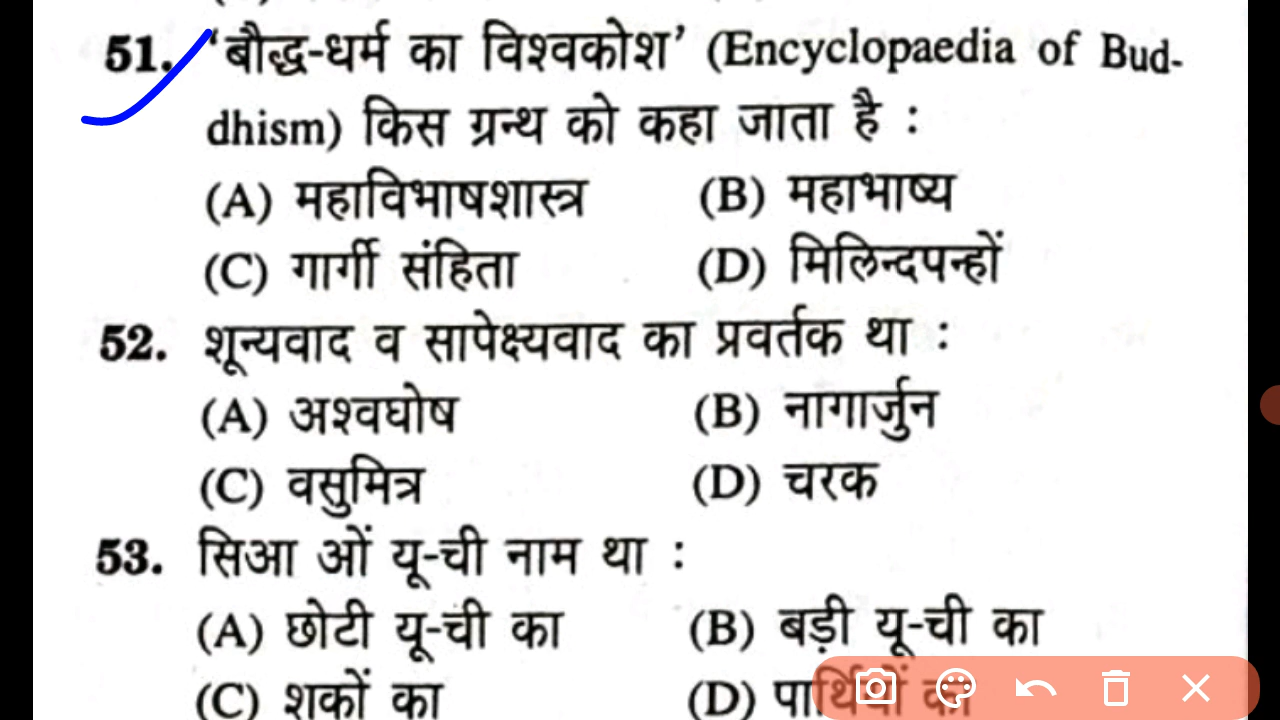 51. ‘बौद्ध-धर्म का विश्वकोश’ (Encyclopaedia of Bud-
dhism) किस ग्रन्थ को कहा जाता है :
(A) महाविभाषशास्त्र (B) महाभाष्य
(C) गार्गी संहिता (D) मिलिन्दपन्हों
52. शून्यवाद व सापेक्ष्यवाद का प्रवर्तक था :
(A) अश्वघोष (B) नागार्जुन
(C) वसुमित्र (D) चरक
53. सिआ ओं यू-ची नाम था :
(A) छोटी यू-ची का (B) बड़ी यू-ची का
(C) शकों का (D) पार्थियों का